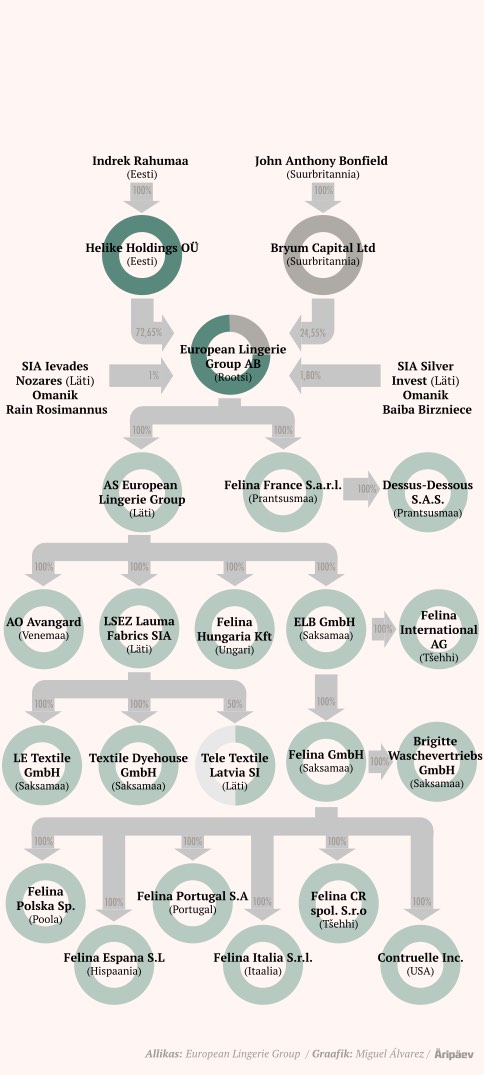 Indrek Rahumaa
(Eesti)
John Anthony Bonfield
(Suurbritannia)
100%
100%
Helike Holdings OÜ
(Eesti)
Bryum Capital Ltd
(Suurbritannia)
72,65%
24,55%
European Lingerie
Group AB
(Rootsi)
SIA Ievades
Nozares (Läti)
Omanik
Rain Rosimannus
1%
1,80%
SIA Silver
Invest (Läti)
Omanik
Baiba Birzniece
100%
100%
AS European
Lingerie Group
(Läti)
Felina France S.a.r.l.
(Prantsusmaa)
100%
Dessus-Dessous
S.A.S.
(Prantsusmaa)
100%
100%
100%
100%
AO Avangard
(Venemaa)
LSEZ Lauma
Fabrics SIA
(Läti)
Felina
Hungaria Kft
(Ungari)
ELB GmbH
(Saksamaa)
100%
Felina
International
AG
(Tšehhi)
100%
100%
50%
100%
LE Textile
GmbH
(Saksamaa)
Textile Dyehouse
GmbH
(Saksamaa)
Tele Textile
Latvia SI
(Läti)
Felina GmbH
(Saksamaa)
100%
Brigitte
Waschevertriebs
GmbH
(Saksamaa)
100%
100%
100%
Felina
Polska Sp.
(Poola)
Felina Portugal S.A
(Portugal)
Felina CR
spol. S.r.o
(Tšehhi)
100%
100%
100%
Felina Espana S.L
(Hispaania)
Felina Italia S.r.l.
(Itaalia)
Contruelle Inc.
(USA)
Allikas: European Lingerie Group / Graafik: Miguel Álvarez / Äripäev